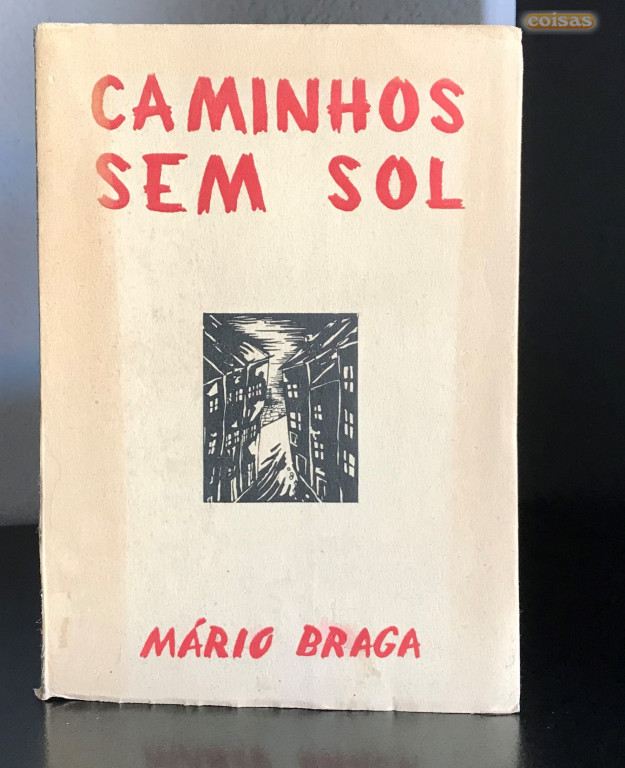 coisas
CAMINHOS
SEM SOL
MÁRIO BRAGA